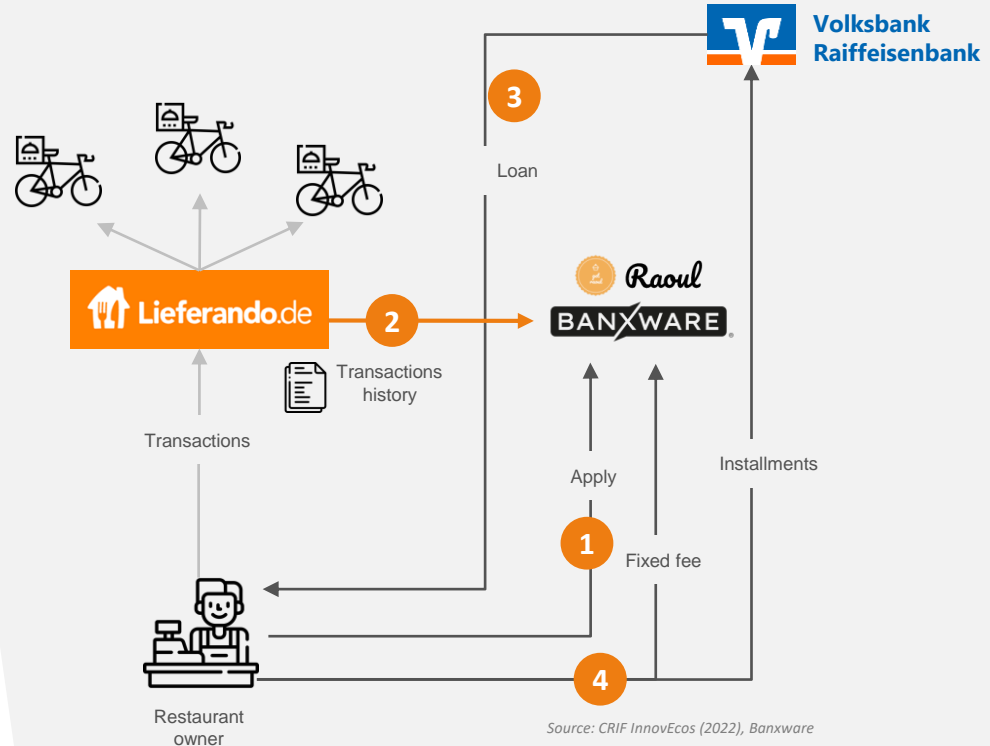 Volksbank
Raiffeisenbank
3
Loan
Lieferando.de
2
Raoul
BANXWARE®
Transactions
history
Transactions
Apply
Installments
1
Fixed fee
4
Restaurant
owner
Source: CRIF InnovEcos (2022), Banxware